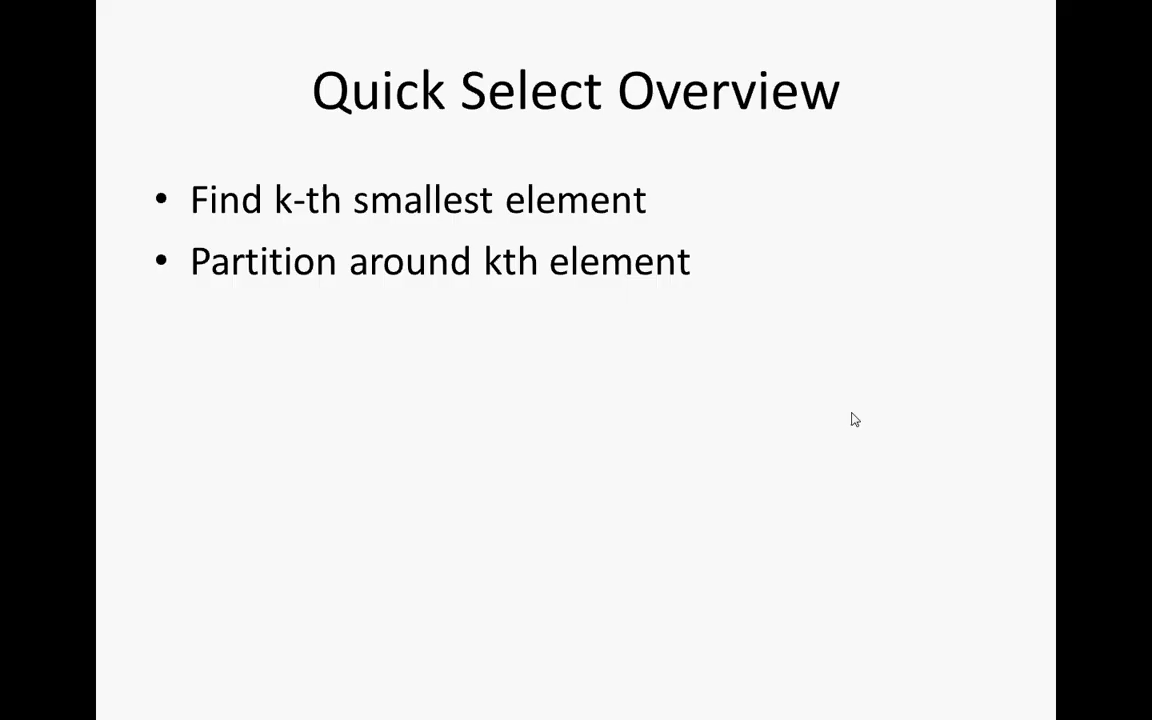 Quick Select Overview
• Find k-th smallest element
• Partition around kth element